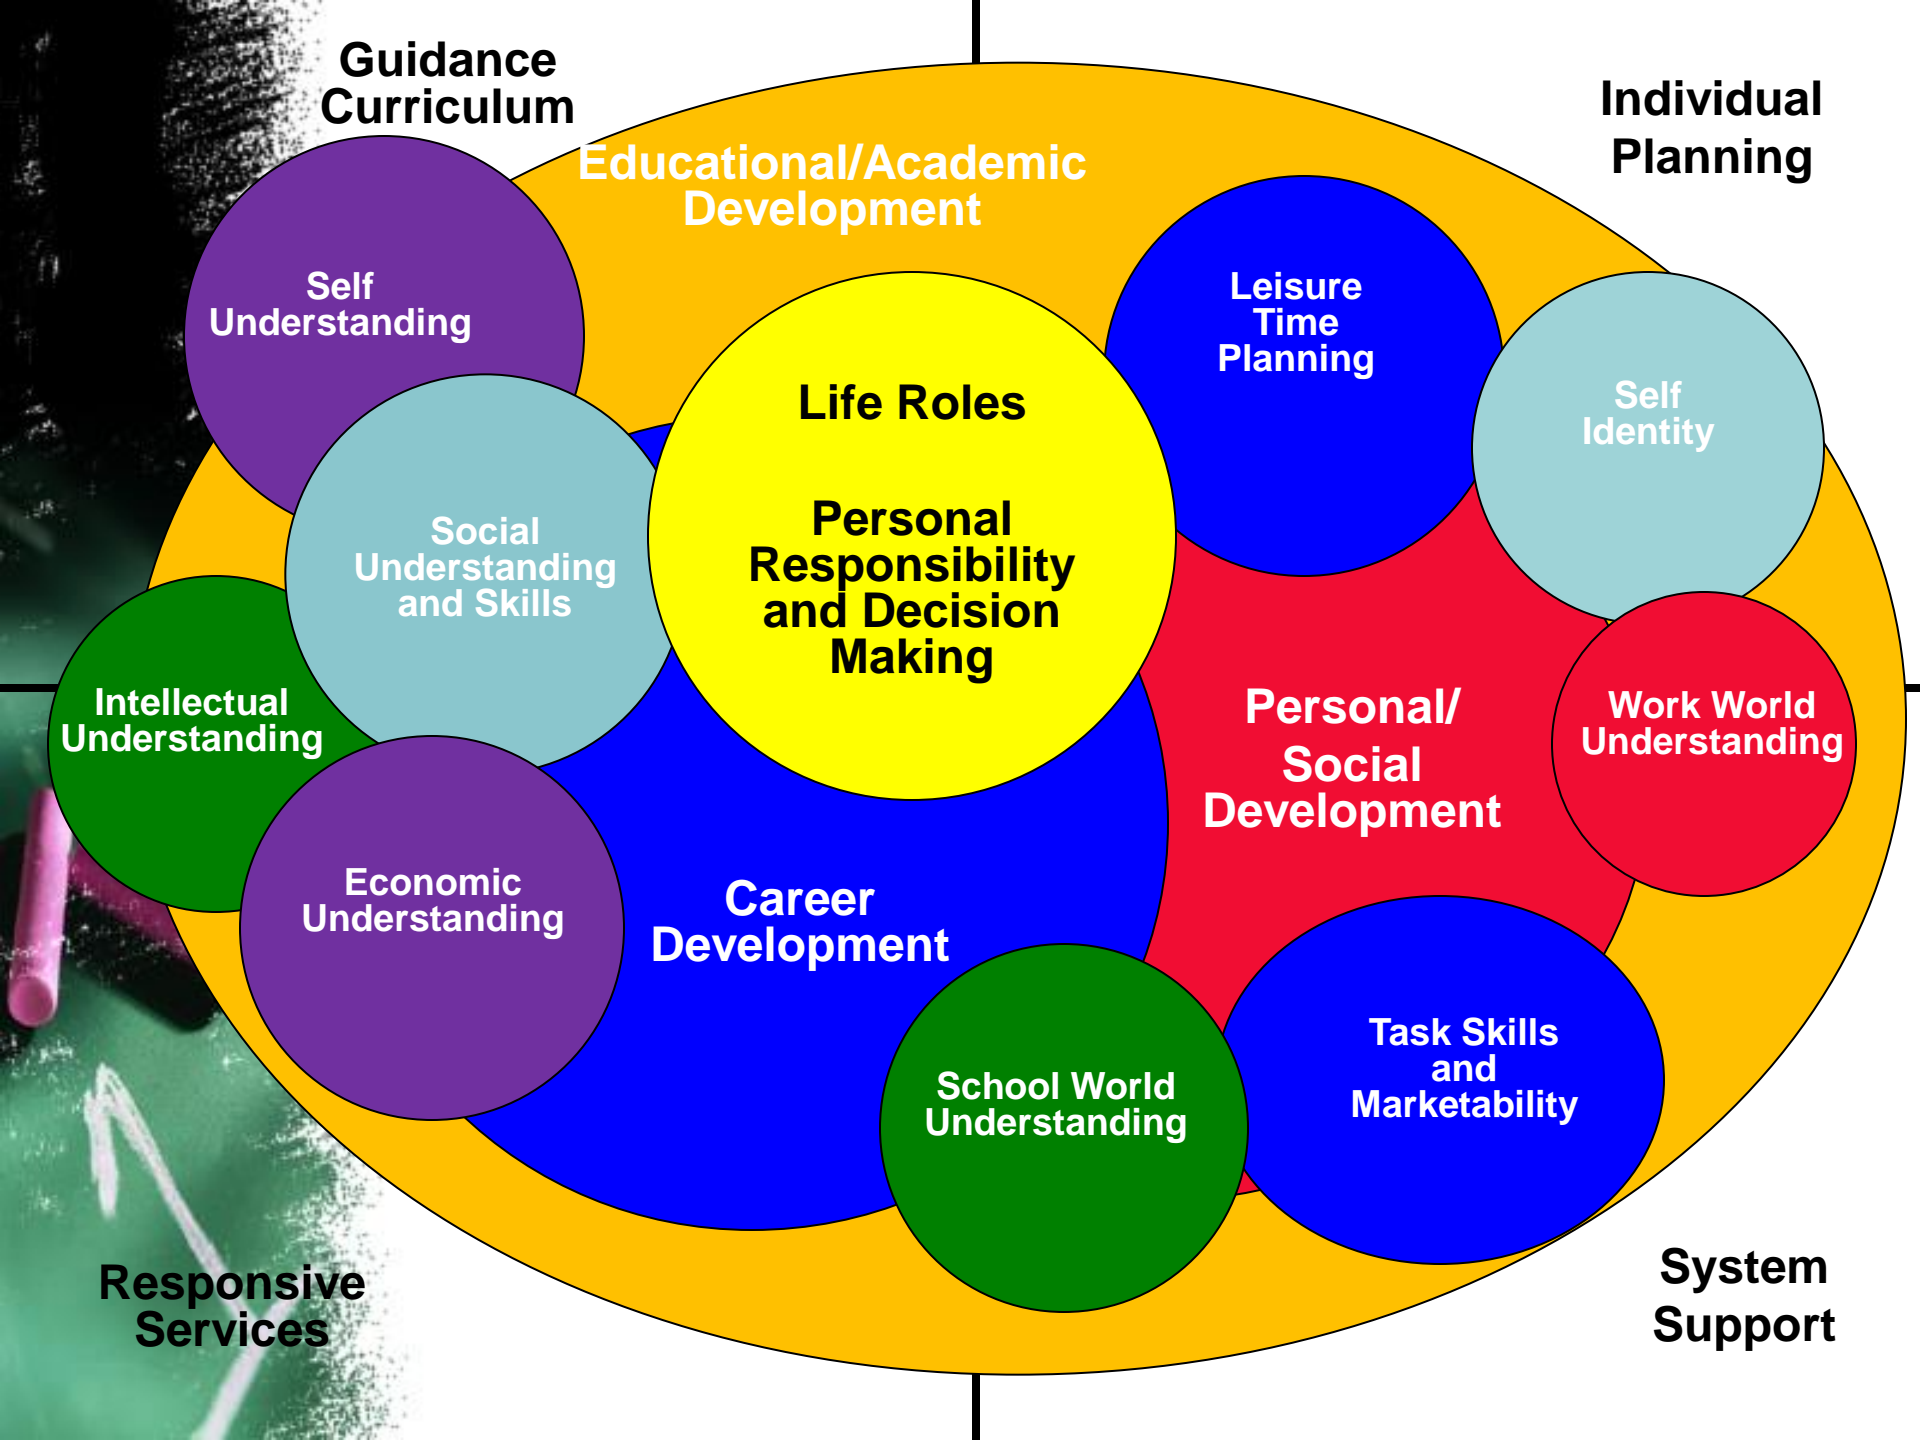 Guidance
Curriculum
Individual
Planning
Educational/Academic
Development
Self
Understanding
Leisure
Time
Planning
Life Roles
Personal
Responsibility
and Decision
Making
Self
Identity
Social
Understanding
and Skills
Intellectual
Understanding
Personal/
Social
Development
Work World
Understanding
Economic
Understanding
Career
Development
School World
Understanding
Task Skills
and
Marketability
Responsive
Services
System
Support